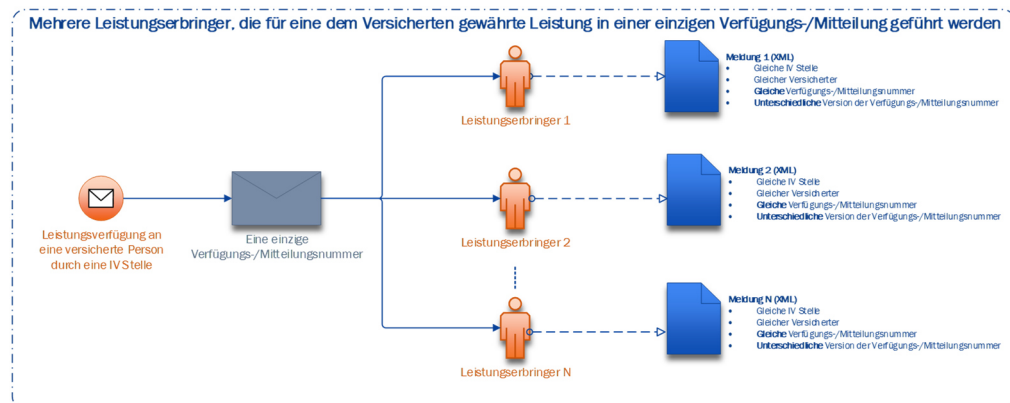 Mehrere Leistungserbringer, die für eine dem Versicherten gewährte Leistung in einer einzigen Verfügungs-/Mitteilung geführt werden
Leistungsverfügung an
eine versicherte Person
durch eine IV Stelle
Eine einzige
Verfügungs-/Mitteilungsnummer
Leistungserbringer 1
Meldung 1 (XML)
• Gleiche IV Stelle
• Gleicher Versicherter
• Gleiche Verfügungs-/Mitteilungsnummer
• Unterschiedliche Version der Verfügungs-/Mitteilungsnummer
Leistungserbringer 2
Meldung 2 (XML)
• Gleiche IV Stelle
• Gleicher Versicherter
• Gleiche Verfügungs-/Mitteilungsnummer
• Unterschiedliche Version der Verfügungs-/Mitteilungsnummer
Leistungserbringer N
Meldung N (XML)
• Gleiche IV Stelle
• Gleicher Versicherter
• Gleiche Verfügungs-/Mitteilungsnummer
• Unterschiedliche Version der Verfügungs-/Mitteilungsnummer